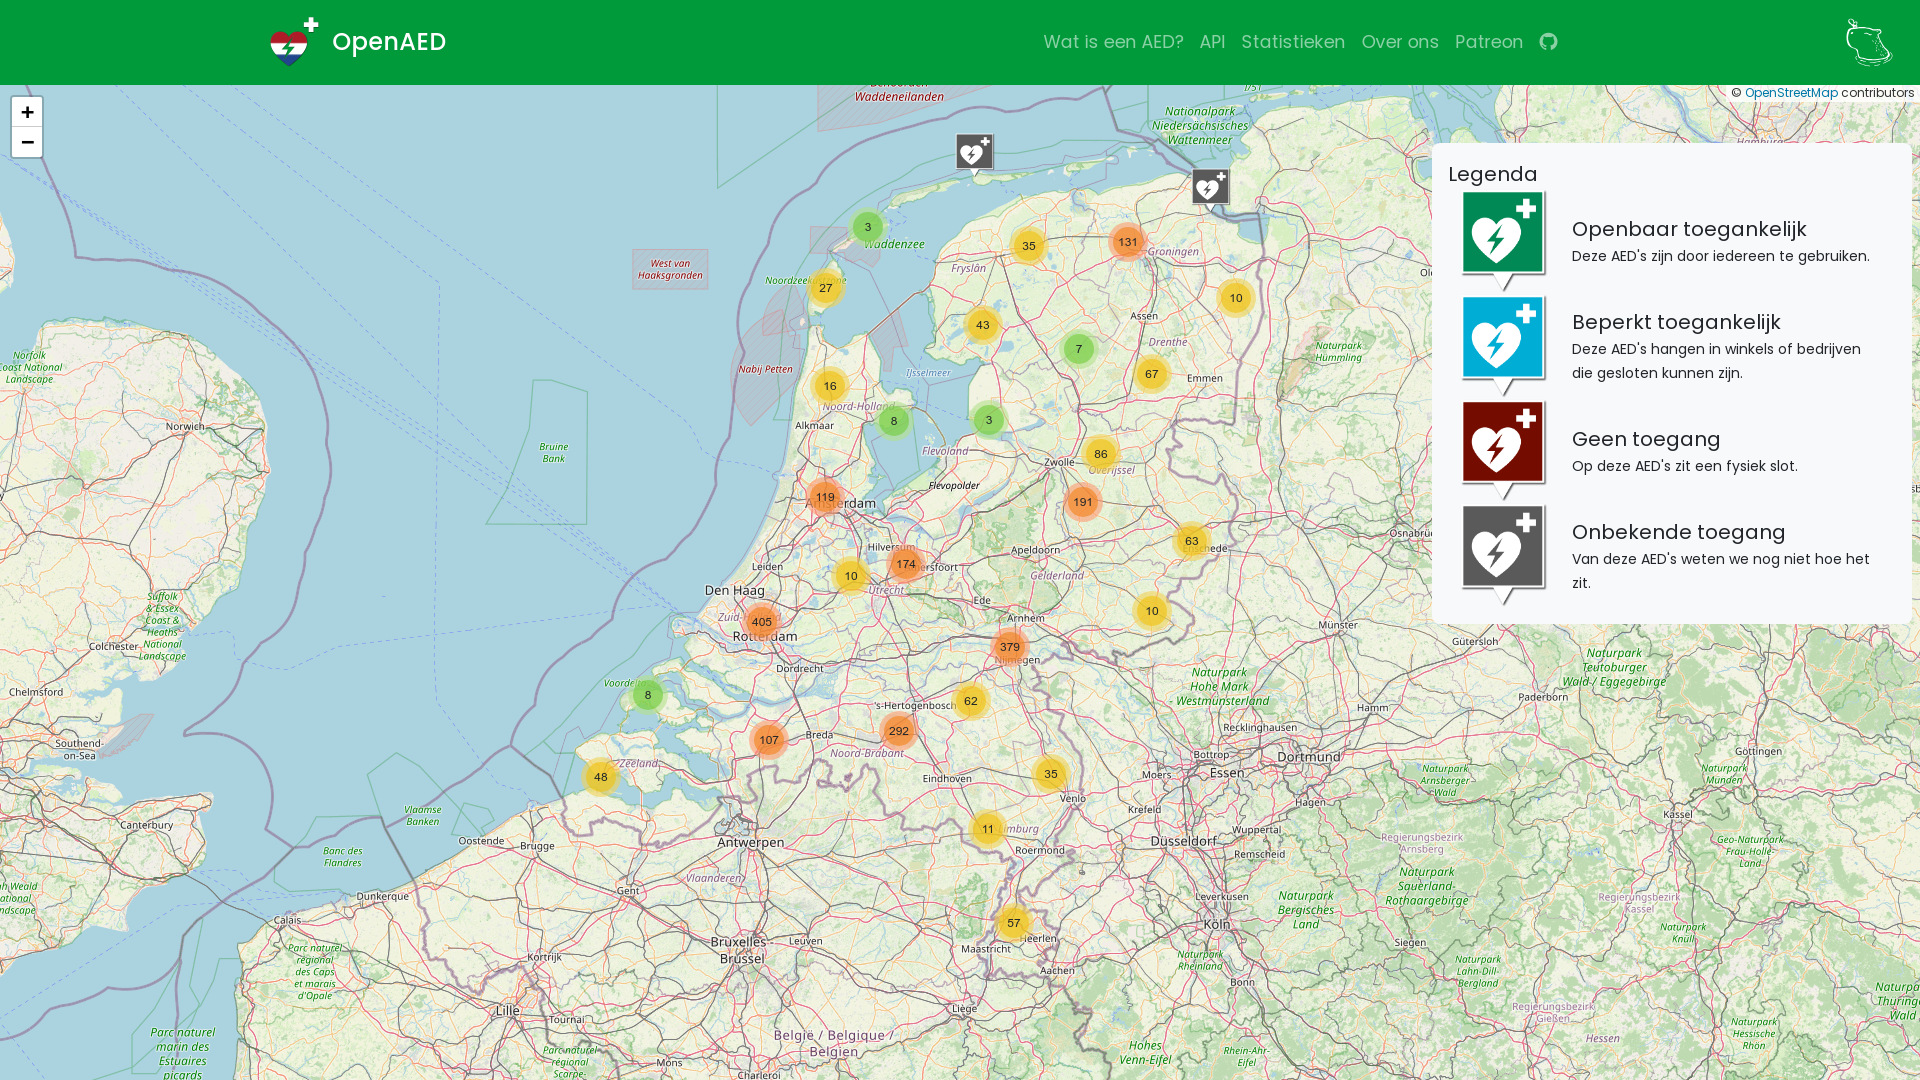 OpenAED
Wat is een AED?
API
Statistieken
Over ons
Patreon
+
−
© OpenStreetMap contributors
Legenda
Openbaar toegankelijk
Deze AED's zijn door iedereen te gebruiken.
Beperkt toegankelijk
Deze AED's hangen in winkels of bedrijven
die gesloten kunnen zijn.
Geen toegang
Op deze AED's zit een fysiek slot.
Onbekende toegang
Van deze AED's weten we nog niet hoe het
zit.
Waddeneilanden
Nationalpark
Niedersächsisches
Wattenmeer
Hamburg
3
Waddenzee
35
131
Groningen
West van
Haaksgronden
Fryslân
27
10
43
Assen
7
Drenthe
Naturpark
Hümmling
Norfolk
Coast National
Landscape
Nabij Petten
IJsselmeer
67
Emmen
16
Noord-Holland
Alkmaar
8
3
Norwich
Bruine
Bank
Flevoland
Zwolle
86
Overijssel
Flevopolder
119
Amsterdam
191
63
Enschede
Hilversum
Apeldoorn
Leiden
174
10
Gelderland
Utrecht
Den Haag
Ede
10
Suffolk
& Essex
Coast &
Heaths
National
Landscape
405
Rotterdam
Arnhem
Münster
Gütersloh
Colchester
379
Nijmegen
Dordrecht
Naturpark
Teutoburger
Wald / Eggegebirge
Naturpark
Hohe Mark
- Westmünsterland
Chelmsford
8
62
's-Hertogenbosch
Hamm
Paderborn
Recklinghausen
107
Breda
292
Noord-Brabant
Southend-
on-Sea
Bottrop
Dortmund
Göttingen
48
Zeeland
Eindhoven
35
Moers
Essen
Naturpark
Arnsberger
Wald
Naturpark
Münden
Venlo
Krefeld
Hagen
Vlaamse
Banken
Kassel
Canterbury
11
Limburg
Wuppertal
Oostende
Brugge
Antwerpen
Roermond
Düsseldorf
Remscheid
Regierungsbezirk
Arnsberg
Geo-Naturpark
Frau-Holle-
Land
Banc des
Flandres
Vlaanderen
Gent
Dunkerque
Leverkusen
Naturpark
Sauerland-
Rothaargebirge
Naturpark
Bergisches
Land
Regierungsbezirk
Kassel
Calais
57
Heerlen
Köln
Bruxelles -
Brussel
Leuven
Maastricht
Siegen
Naturpark
Knüll
Parc naturel
régional
des Caps
et marais
d'Opale
Kortrijk
Aachen
Naturpark
Rheinland
Naturpark
Lahn-Dill-
Bergland
Bonn
Lille
Tournai
Liège
Regierungsbezirk
Gießen
Parc naturel
marin des
Estuaires
picards
België / Belgique /
Belgien
Parc naturel
régional
Scarpe-
Mons
Charleroi
Hohes
Venn-Eifel
Rhein-Ahr-
Eifel
Hessen
Naturpark
Hessische
Rhön